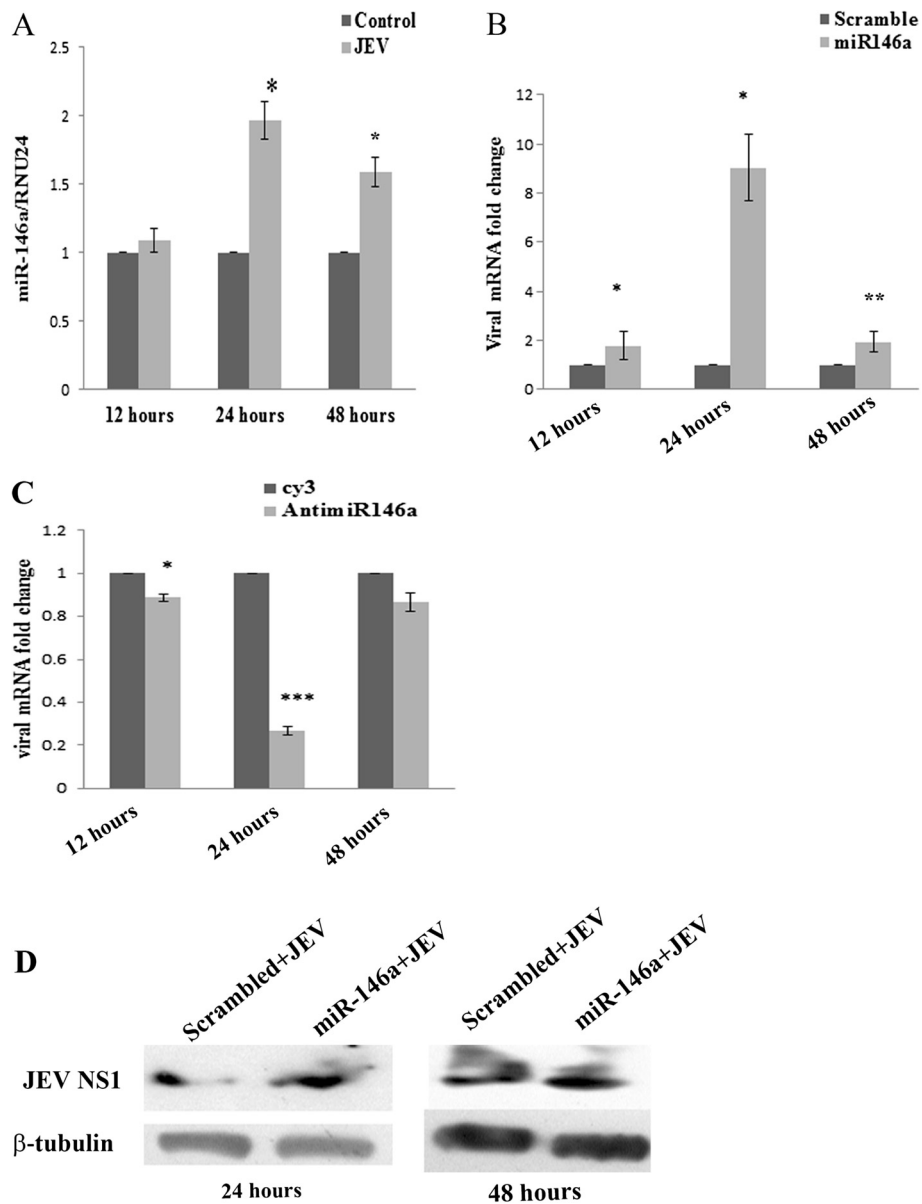 A
Control
JEV
miR-146a/RNU24
2.5
2
1.5
1
0.5
0
*
*
12 hours 24 hours 48 hours
B
Scramble
miR146a
Viral mRNA fold change
12
10
8
6
4
2
0
*
*
**
12 hours 24 hours 48 hours
C
cy3
AntimiR146a
viral mRNA fold change
1.2
1
0.8
0.6
0.4
0.2
0
*
***
12 hours 24 hours 48 hours
D
Scrambled+JEV miR-146a+JEV Scrambled+JEV miR-146a+JEV
JEV NS1
β-tubulin
24 hours 48 hours